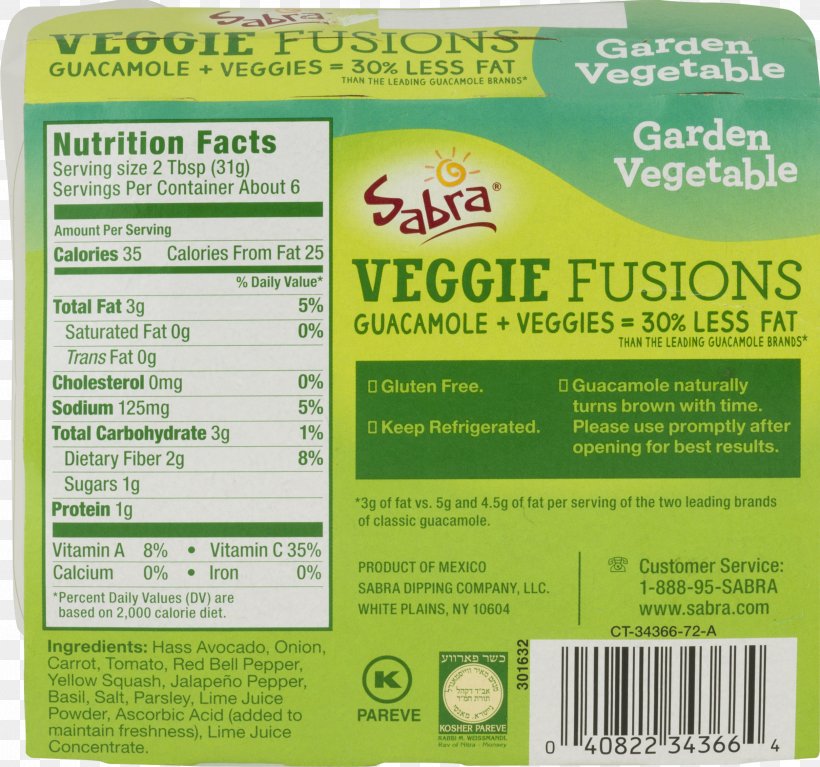 Sabra
VEGGIE FUSIONS
GUACAMOLE + VEGGIES = 30% LESS FAT
THAN THE LEADING GUACAMOLE BRANDS*
Garden
Vegetable
Garden
Vegetable
Nutrition Facts
Serving size 2 Tbsp (31g)
Servings Per Container About 6
Amount Per Serving
Calories 35 Calories From Fat 25
% Daily Value*
Total Fat 3g 5%
Saturated Fat 0g 0%
Trans Fat 0g
Cholesterol 0mg 0%
Sodium 125mg 5%
Total Carbohydrate 3g 1%
Dietary Fiber 2g 8%
Sugars 1g
Protein 1g
Vitamin A 8% • Vitamin C 35%
Calcium 0% • Iron 0%
*Percent Daily Values (DV) are
based on 2,000 calorie diet.
Ingredients: Hass Avocado, Onion,
Carrot, Tomato, Red Bell Pepper,
Yellow Squash, Jalapeño Pepper,
Basil, Salt, Parsley, Lime Juice
Powder, Ascorbic Acid (added to
maintain freshness), Lime Juice
Concentrate.
Sabra®
VEGGIE FUSIONS
GUACAMOLE + VEGGIES = 30% LESS FAT
THAN THE LEADING GUACAMOLE BRANDS*
Gluten Free.
Keep Refrigerated.
Guacamole naturally
turns brown with time.
Please use promptly after
opening for best results.
*3g of fat vs. 5g and 4.5g of fat per serving of the two leading brands
of classic guacamole.
PRODUCT OF MEXICO
SABRA DIPPING COMPANY, LLC.
WHITE PLAINS, NY 10604
Customer Service:
1-888-95-SABRA
www.sabra.com
CT-34366-72-A
K
PAREVE
כשר פארווע
KOSHER PAREVE
RABBI M. WEISSMANDL
Rav of Nitra - Monsey
301632
0 40822 34366 4